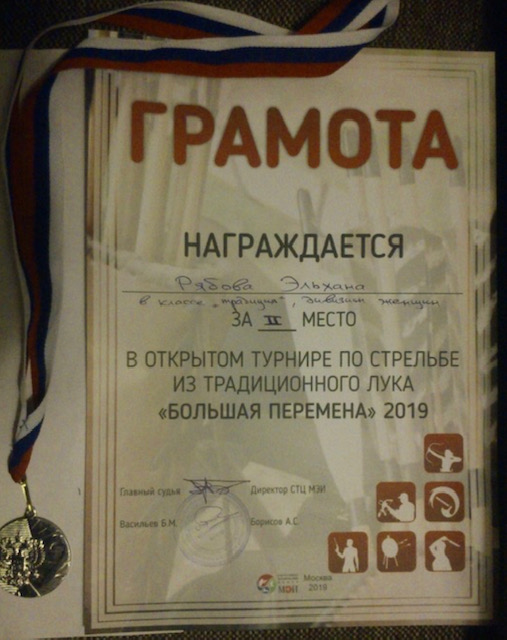 ГРАМОТА
НАГРАЖДАЕТСЯ
Рябова Эльхана
в классе "традиция", дивизион женщин
ЗА II МЕСТО
В ОТКРЫТОМ ТУРНИРЕ ПО СТРЕЛЬБЕ
ИЗ ТРАДИЦИОННОГО ЛУКА
«БОЛЬШАЯ ПЕРЕМЕНА» 2019
Главный судья Директор СТЦ МЭИ
Васильев Б.М. Борисов А.С.
МЭИ Москва
2019